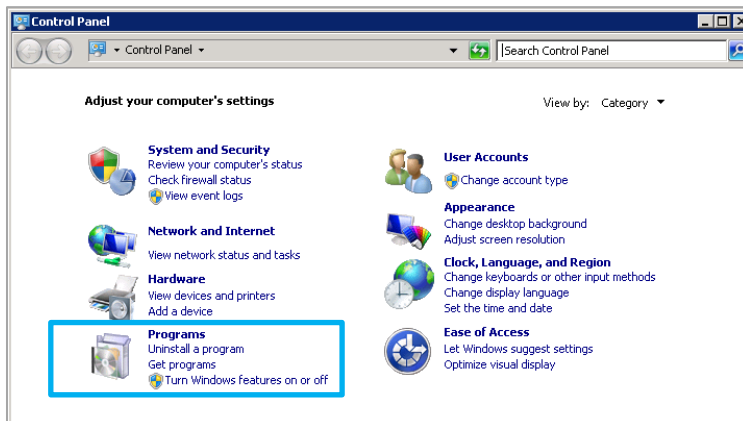 Control Panel
Control Panel
Search Control Panel
Adjust your computer's settings
View by: Category
System and Security
Review your computer's status
Check firewall status
View event logs
Network and Internet
View network status and tasks
Hardware
View devices and printers
Add a device
Programs
Uninstall a program
Get programs
Turn Windows features on or off
User Accounts
Change account type
Appearance
Change desktop background
Adjust screen resolution
Clock, Language, and Region
Change keyboards or other input methods
Change display language
Set the time and date
Ease of Access
Let Windows suggest settings
Optimize visual display